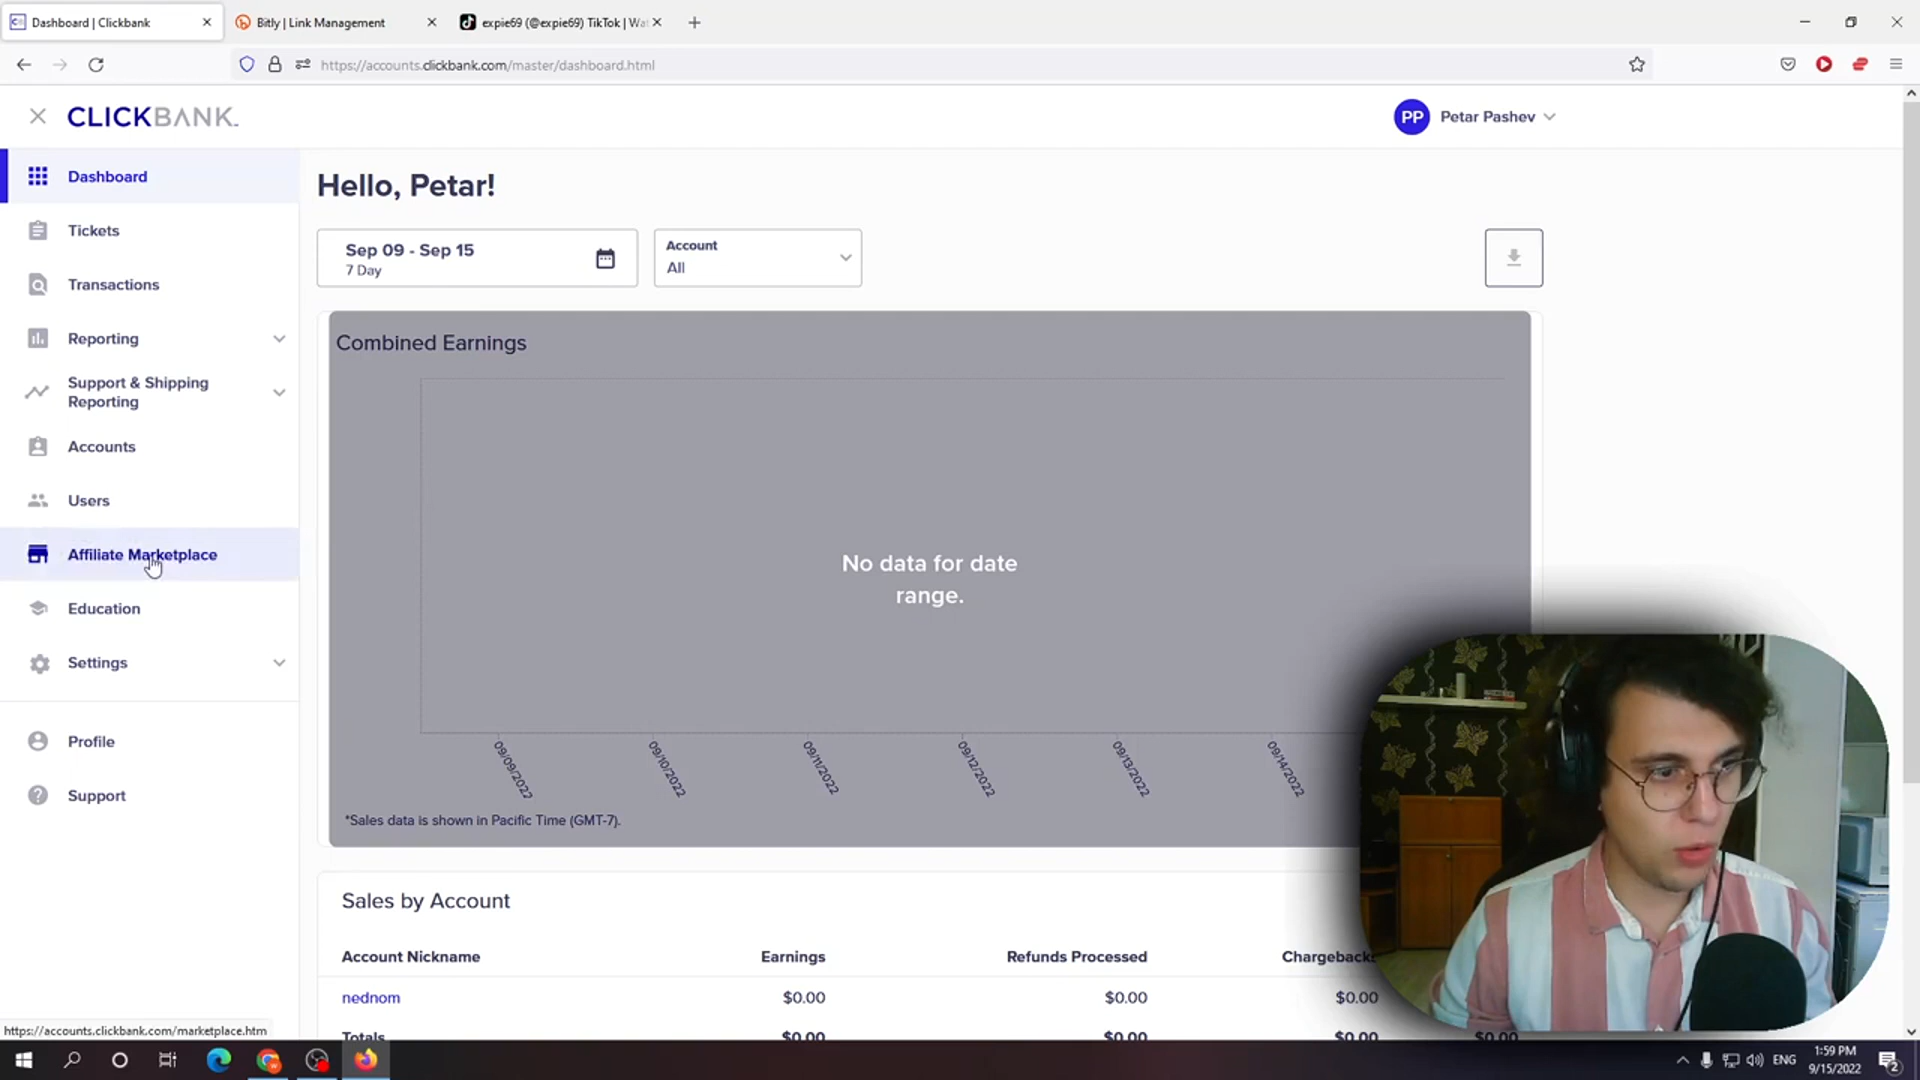 Dashboard | Clickbank
Bitly | Link Management
expie69 (@expie69) TikTok | Wat
https://accounts.clickbank.com/master/dashboard.html
CLICKBANK
PP
Petar Pashev
Dashboard
Tickets
Transactions
Reporting
Support & Shipping
Reporting
Accounts
Users
Affiliate Marketplace
Education
Settings
Profile
Support
Hello, Petar!
Sep 09 - Sep 15
7 Day
Account
All
Combined Earnings
No data for date
range.
09/09/2022
09/10/2022
09/11/2022
09/12/2022
09/13/2022
09/14/2022
*Sales data is shown in Pacific Time (GMT-7).
Sales by Account
Account Nickname Earnings Refunds Processed Chargebacks
nednom $0.00 $0.00 $0.00
Totals $0.00 $0.00 $0.00 $0.00
https://accounts.clickbank.com/marketplace.htm
ENG
1:59 PM
9/15/2022
2